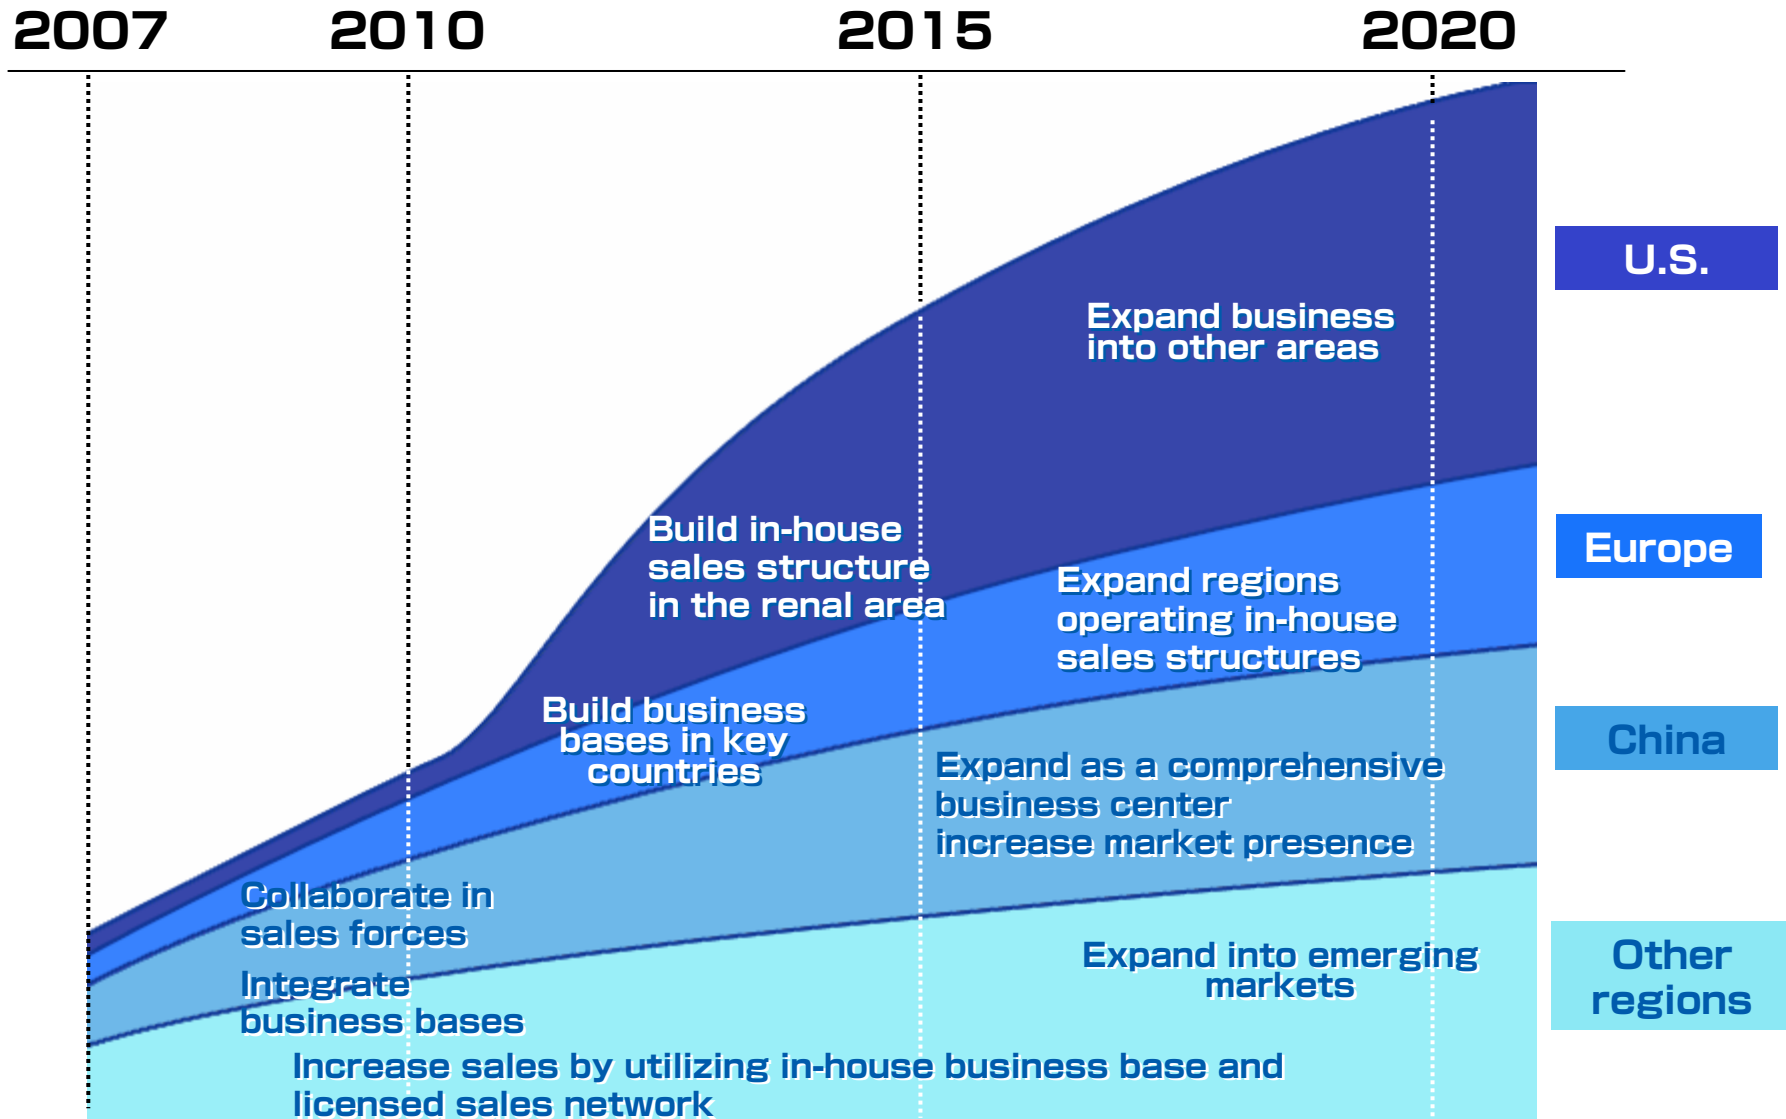 2007 2010 2015 2020
U.S.
Expand business
into other areas
Build in-house
sales structure
in the renal area
Europe
Expand regions
operating in-house
sales structures
Build business
bases in key
countries
China
Expand as a comprehensive
business center
increase market presence
Collaborate in
sales forces
Integrate
business bases
Other
regions
Expand into emerging
markets
Increase sales by utilizing in-house business base and
licensed sales network